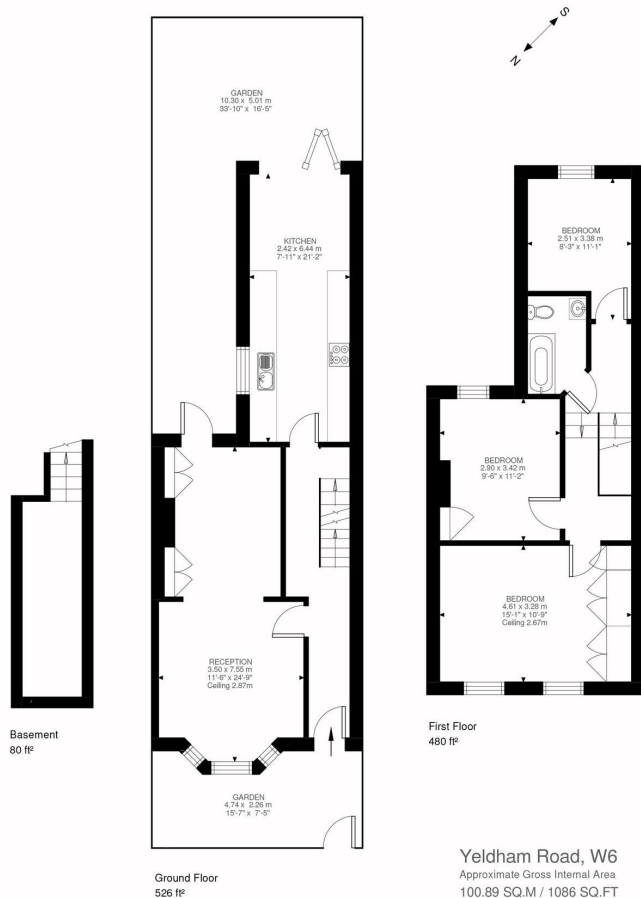 S
N
GARDEN
10.30 x 5.01 m
33'-10" x 16'-5"
KITCHEN
2.42 x 6.44 m
7'-11" x 21'-2"
BEDROOM
2.51 x 3.38 m
8'-3" x 11'-1"
BEDROOM
2.90 x 3.42 m
9'-6" x 11'-2"
BEDROOM
4.61 x 3.28 m
15'-1" x 10'-9"
Ceiling 2.67m
RECEPTION
3.50 x 7.55 m
11'-6" x 24'-9"
Ceiling 2.87m
Basement
80 ft²
First Floor
480 ft²
GARDEN
4.74 x 2.26 m
15'-7" x 7'-5"
Ground Floor
526 ft²
Yeldham Road, W6
Approximate Gross Internal Area
100.89 SQ.M / 1086 SQ.FT